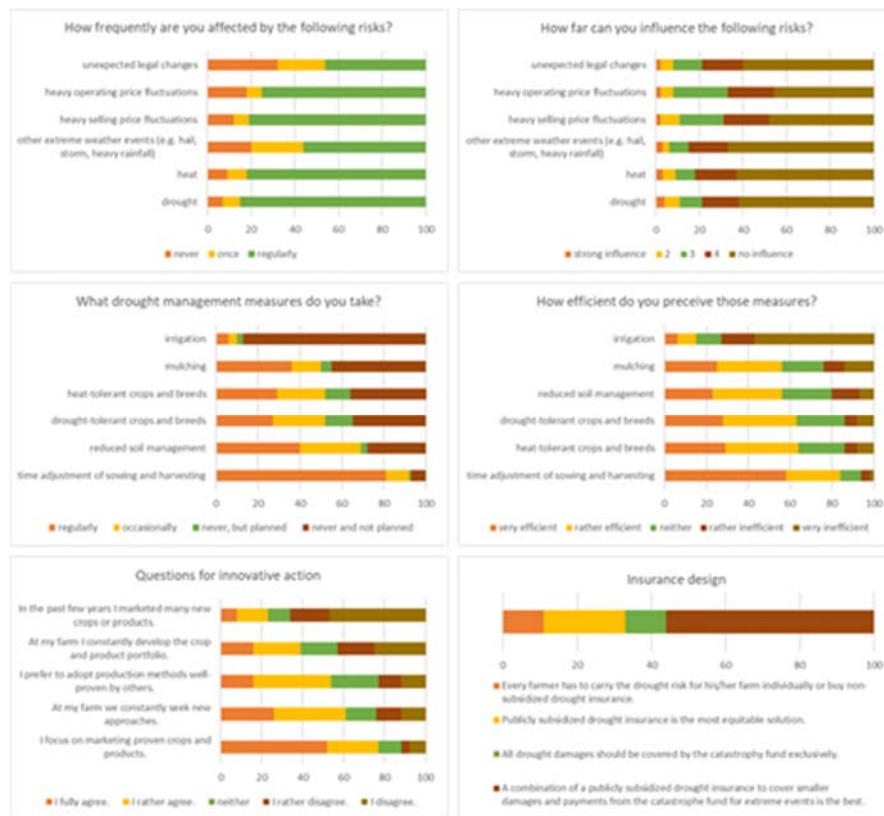 How frequently are you affected by the following risks?
unexpected legal changes
heavy operating price fluctuations
heavy selling price fluctuations
other extreme weather events (e.g. hail,
storm, heavy rainfall)
heat
drought
0 20 40 60 80 100
never once regularly
How far can you influence the following risks?
unexpected legal changes
heavy operating price fluctuations
heavy selling price fluctuations
other extreme weather events (e.g. hail,
storm, heavy rainfall)
heat
drought
0 20 40 60 80 100
strong influence 2 3 4 no influence
What drought management measures do you take?
irrigation
mulching
heat-tolerant crops and breeds
drought-tolerant crops and breeds
reduced soil management
time adjustment of sowing and harvesting
0 20 40 60 80 100
regularly occasionally never, but planned never and not planned
How efficient do you preceive those measures?
irrigation
mulching
reduced soil management
drought-tolerant crops and breeds
heat-tolerant crops and breeds
time adjustment of sowing and harvesting
0 20 40 60 80 100
very efficient rather efficient neither rather inefficient very inefficient
Questions for innovative action
In the past few years I marketed many new
crops or products.
At my farm I constantly develop the crop
and product portfolio.
I prefer to adopt production methods well-
proven by others.
At my farm we constantly seek new
approaches.
I focus on marketing proven crops and
products.
0 20 40 60 80 100
I fully agree. I rather agree. neither I rather disagree. I disagree.
Insurance design
0 20 40 60 80 100
Every farmer has to carry the drought risk for his/her farm individually or buy non-
subsidized drought insurance.
Publicly subsidized drought insurance is the most equitable solution.
All drought damages should be covered by the catastrophy fund exclusively.
A combination of a publicly subsidized drought insurance to cover smaller
damages and payments from the catastrophe fund for extreme events is the best.